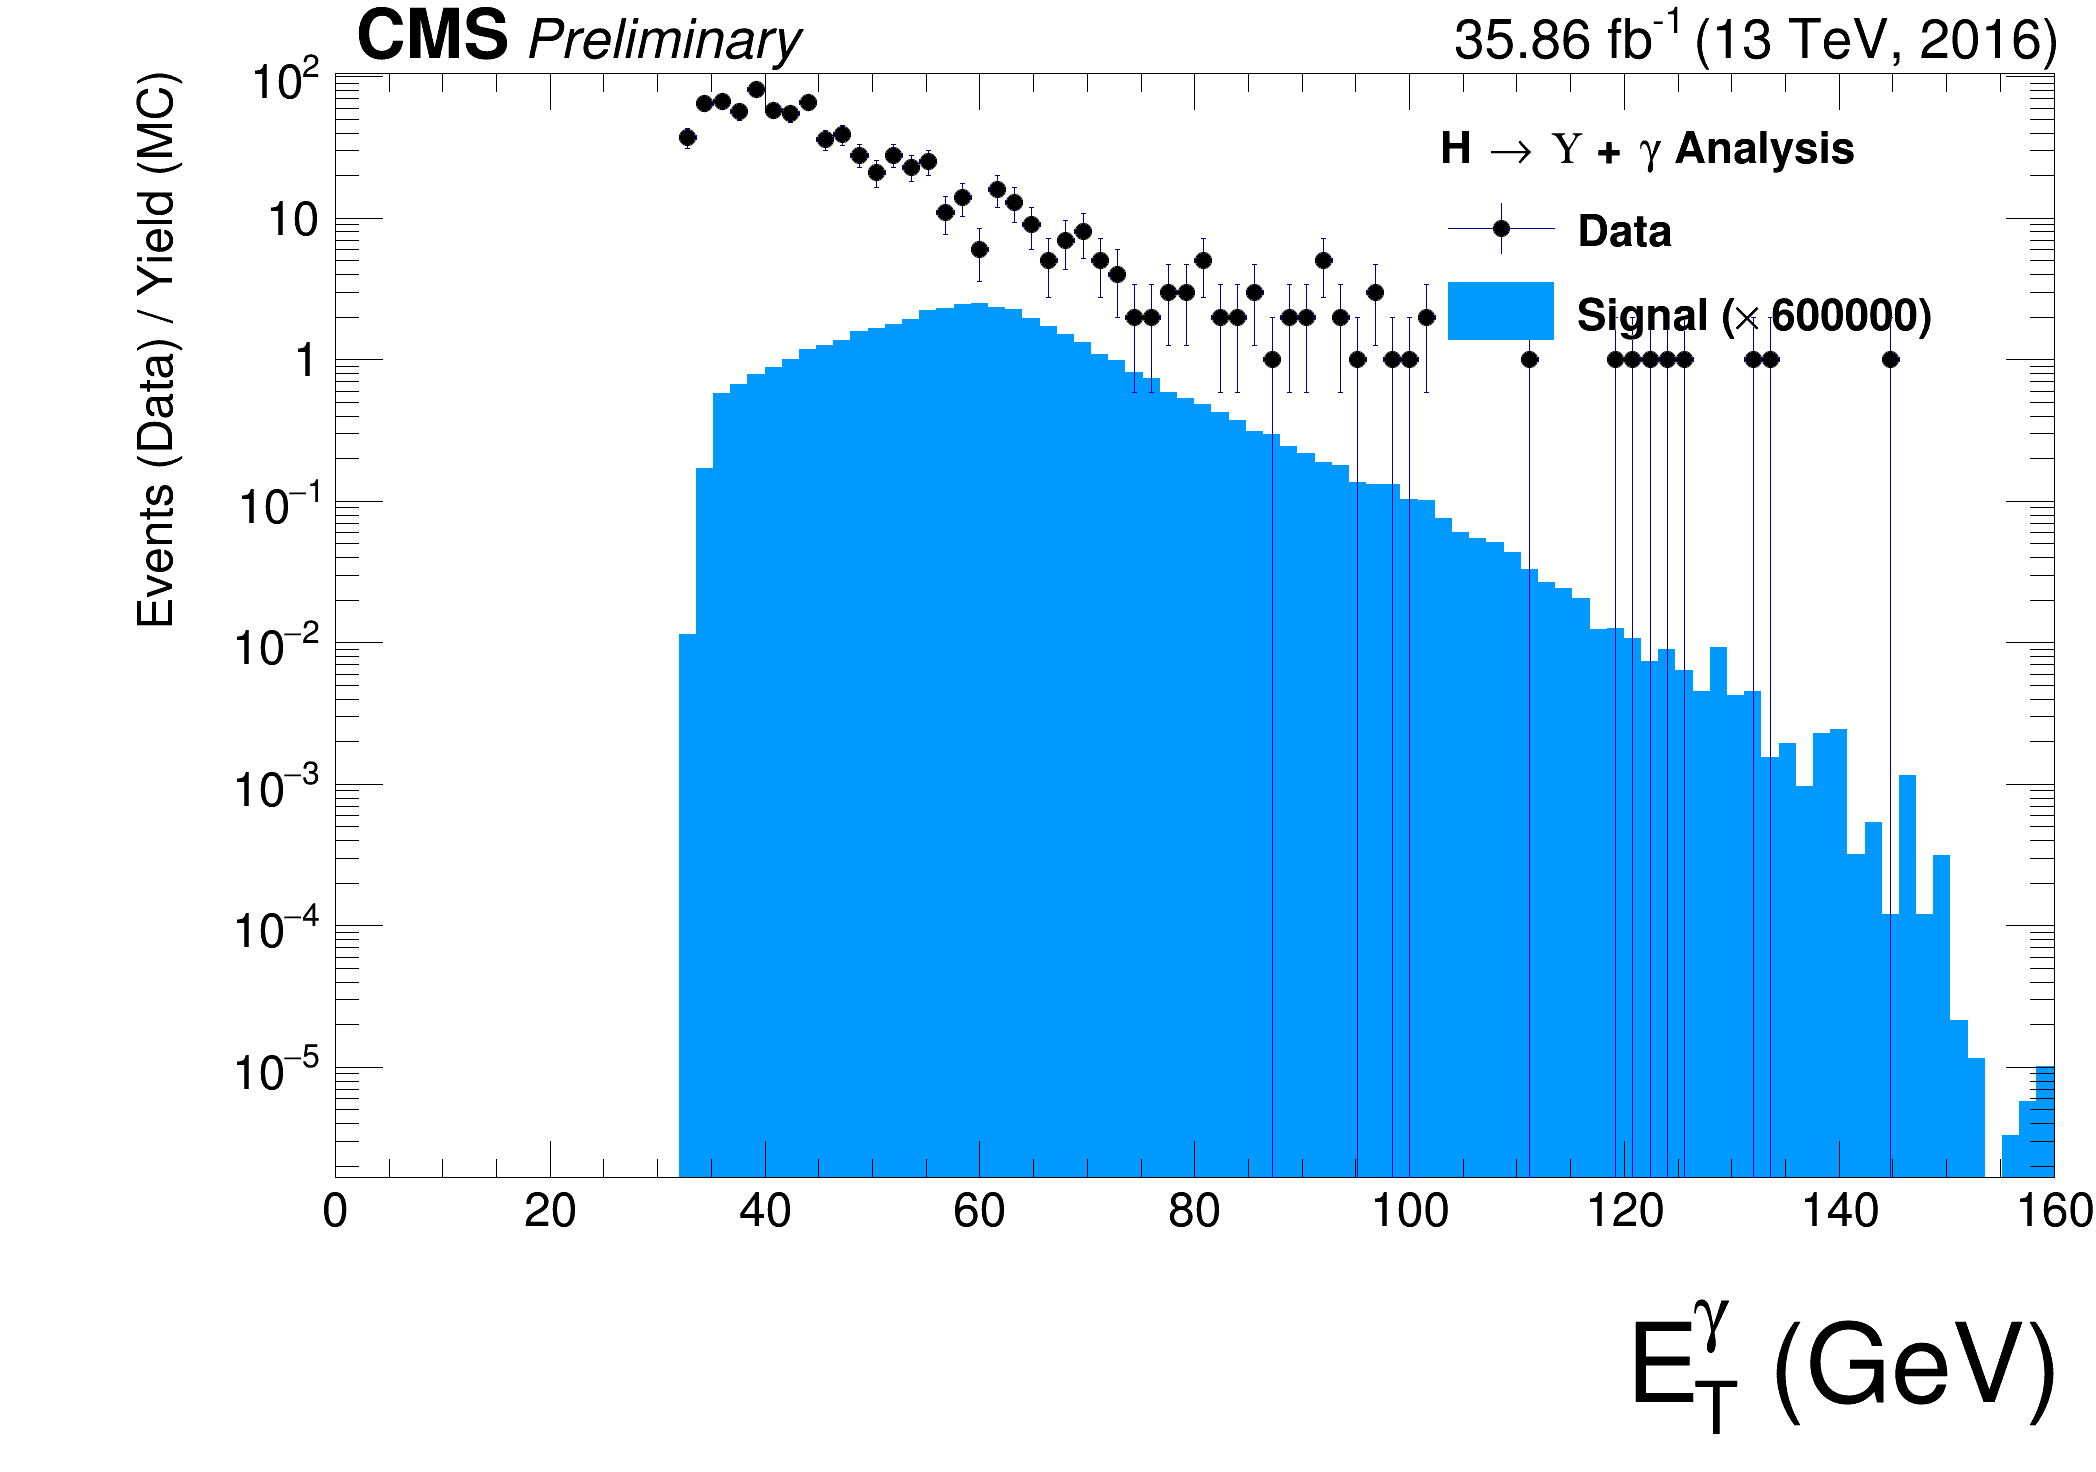 CMS Preliminary 35.86 fb⁻¹ (13 TeV, 2016)
Events (Data) / Yield (MC)
H → Υ + γ Analysis
Data
Signal (× 600000)
10²
10
1
10⁻¹
10⁻²
10⁻³
10⁻⁴
10⁻⁵
0 20 40 60 80 100 120 140 160
E_T^γ (GeV)